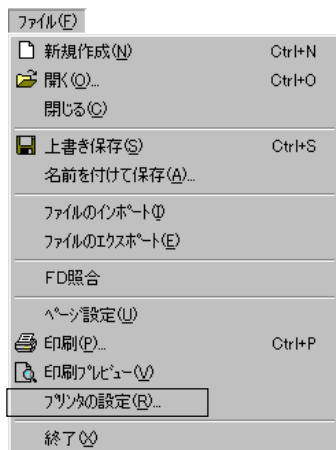 ﾌｧｲﾙ(F)
新規作成(N) Ctrl+N
開く(O)... Ctrl+O
閉じる(C)
上書き保存(S) Ctrl+S
名前を付けて保存(A)...
ﾌｧｲﾙのｲﾝﾎﾟｰﾄ(I)
ﾌｧｲﾙのｴｸｽﾎﾟｰﾄ(E)
FD照合
ﾍﾟｰｼﾞ設定(U)
印刷(P)... Ctrl+P
印刷ﾌﾟﾚﾋﾞｭｰ(V)
ﾌﾟﾘﾝﾀの設定(R)...
終了(X)